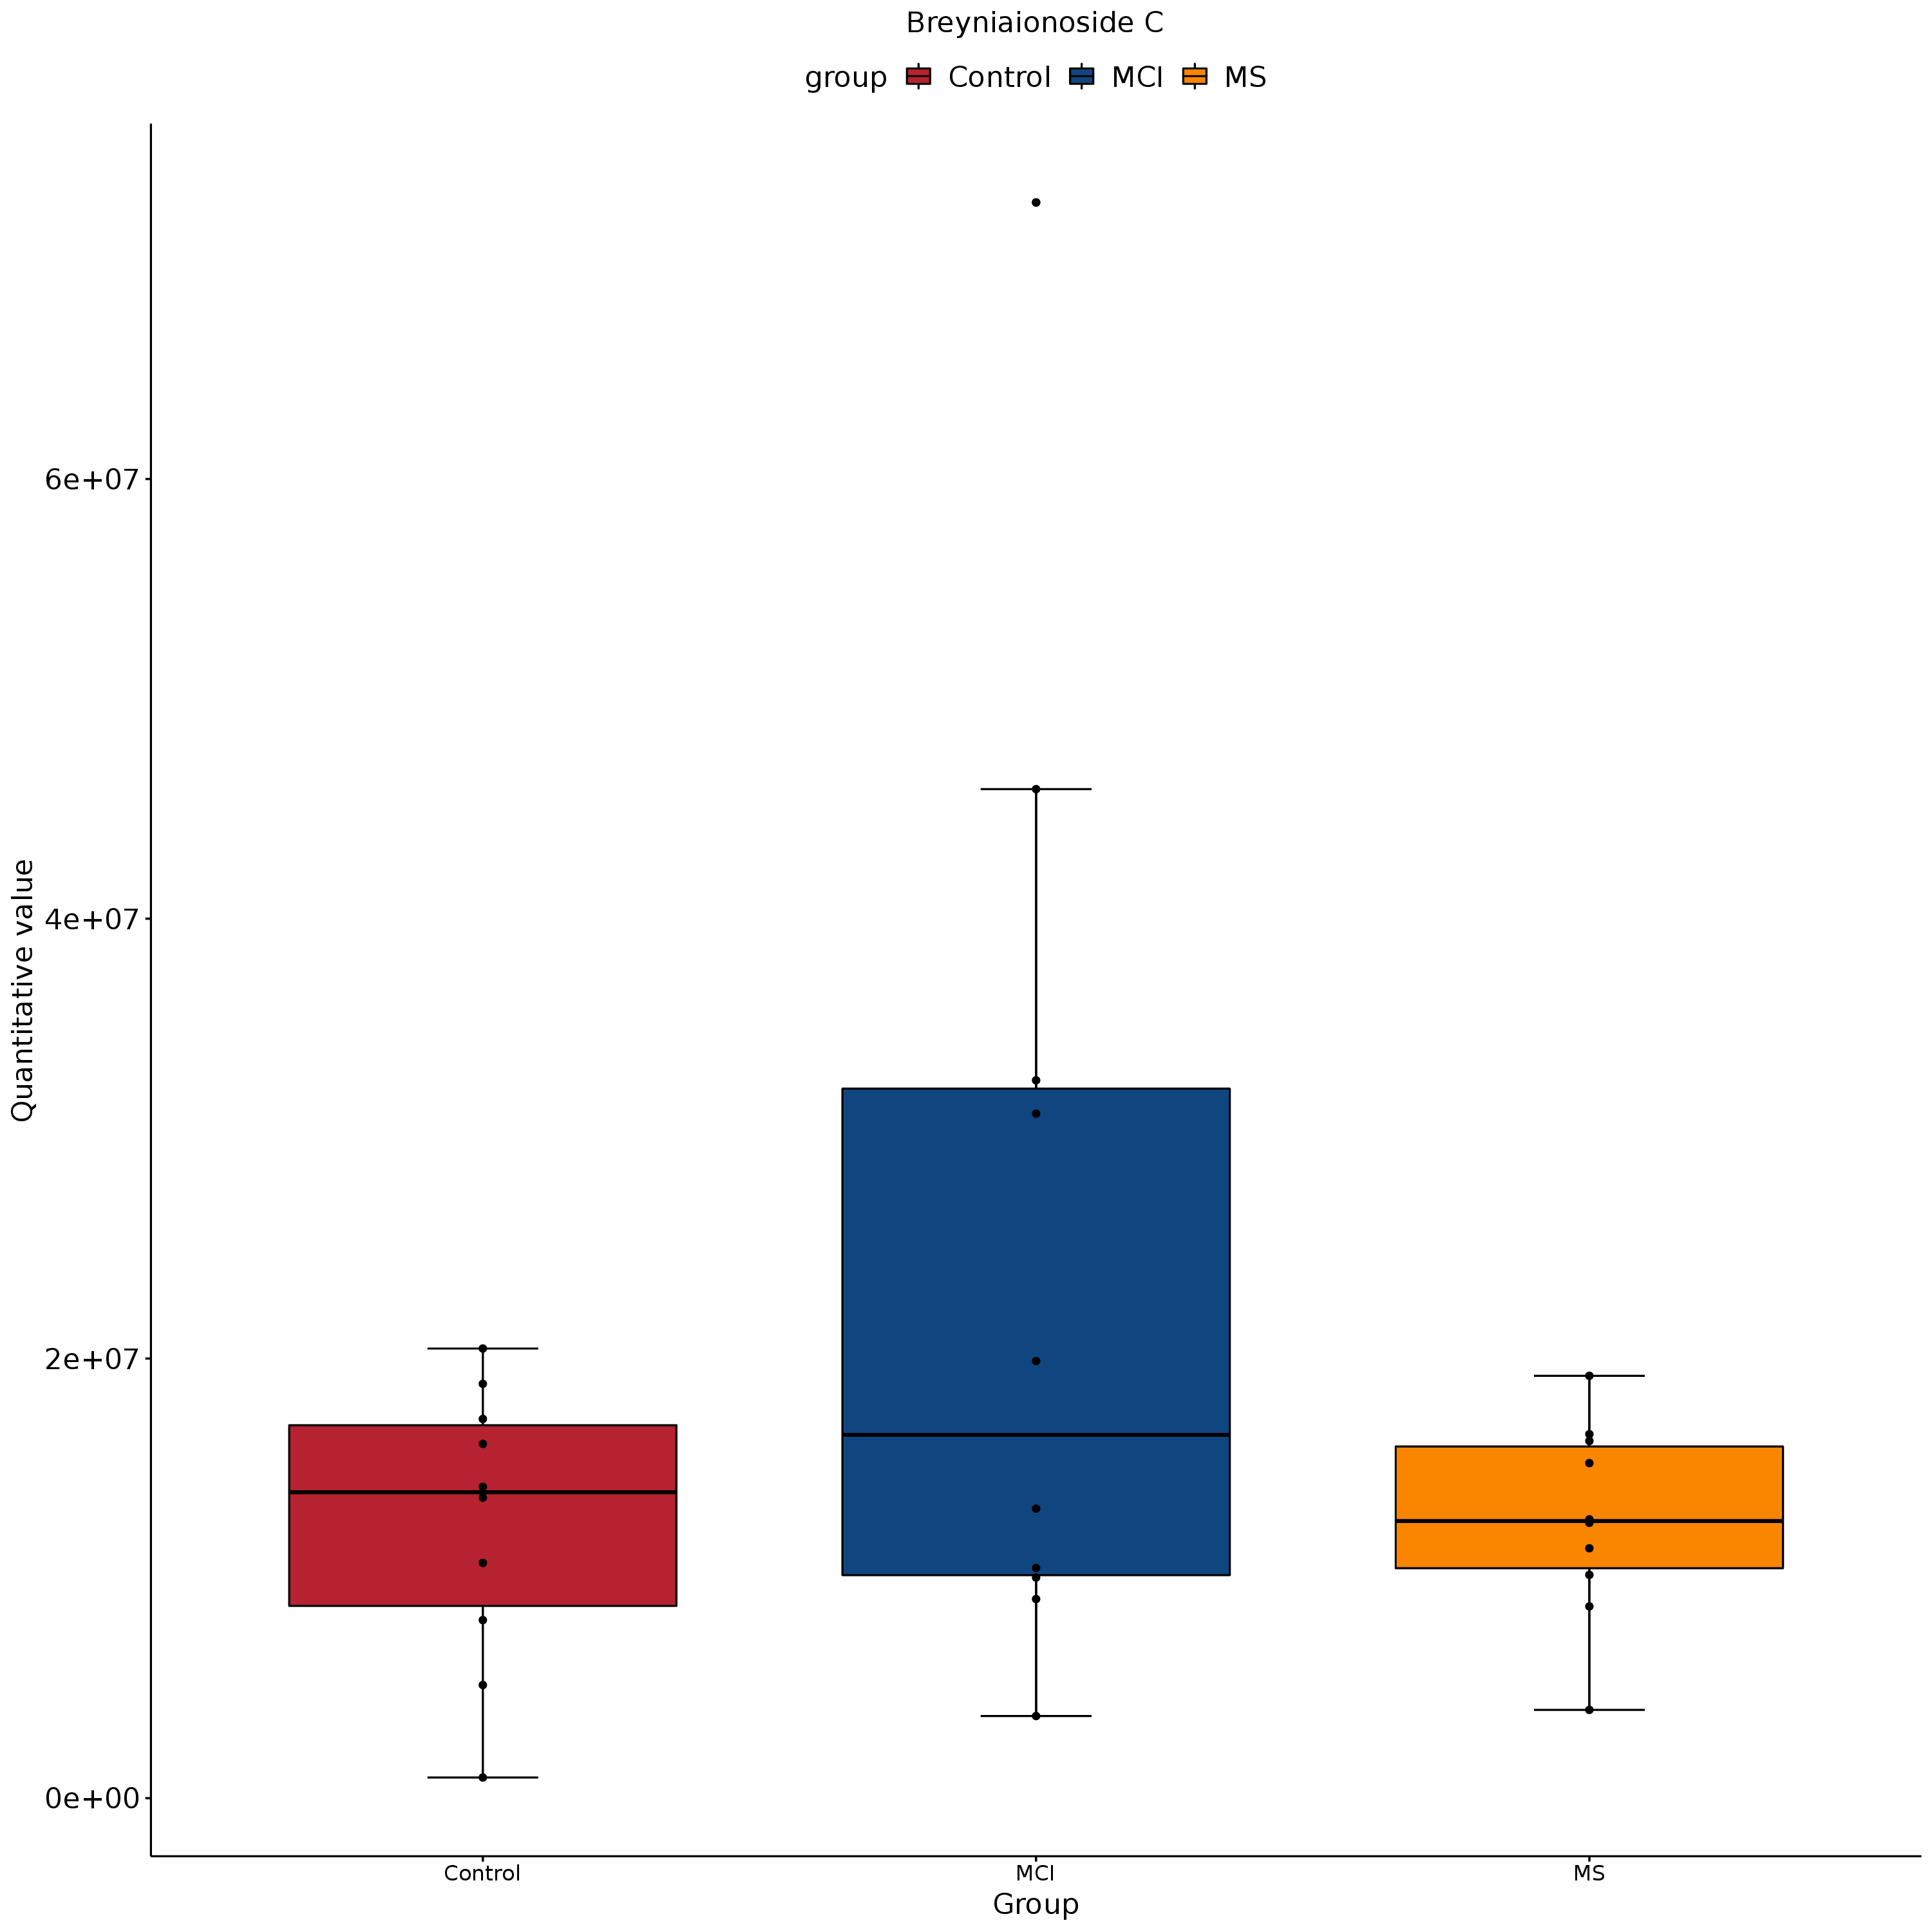 Breyniaionoside C
group Control MCI MS
Quantitative value
6e+07
4e+07
2e+07
0e+00
Control MCI MS
Group